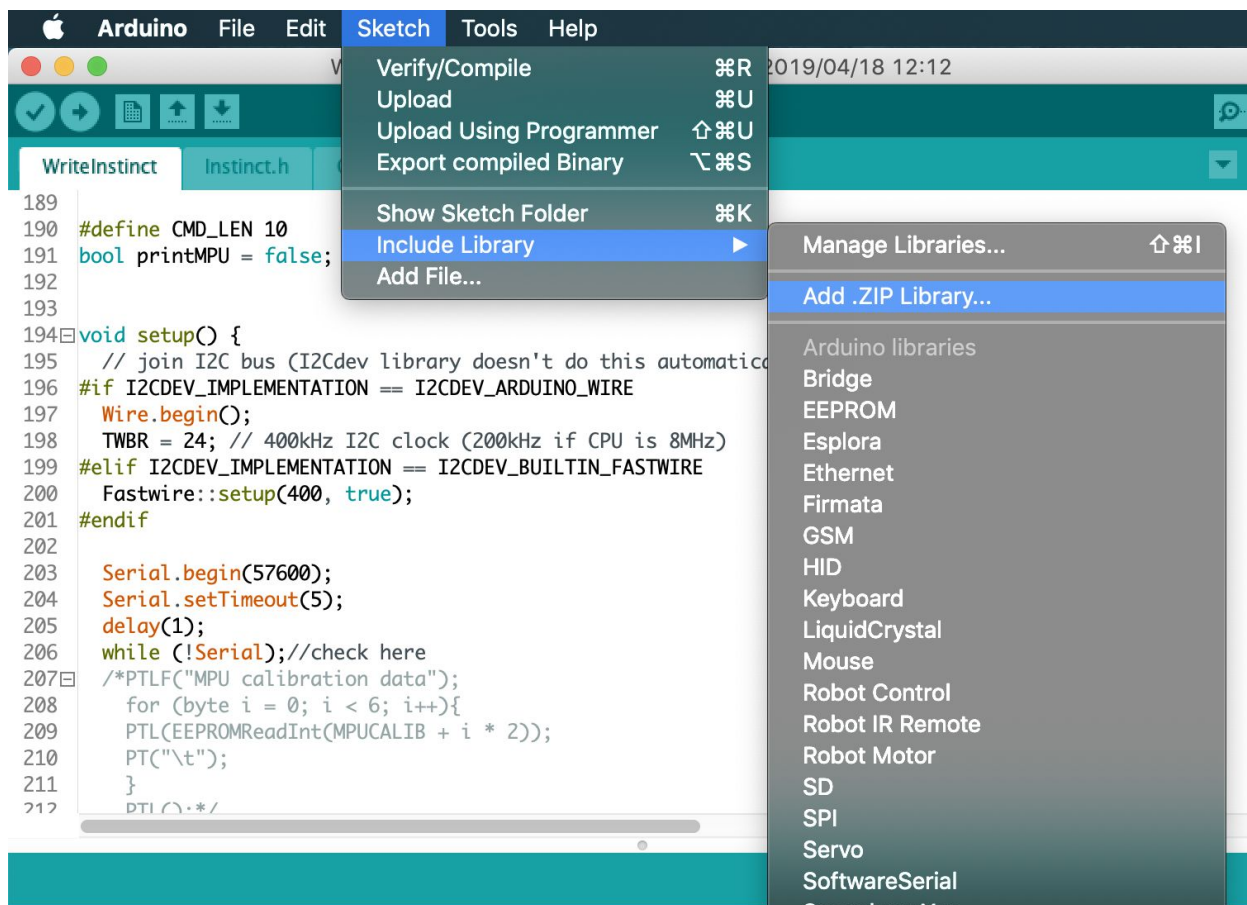 Arduino File Edit Sketch Tools Help
2019/04/18 12:12
Verify/Compile ⌘R
Upload ⌘U
Upload Using Programmer ⇧⌘U
Export compiled Binary ⌥⌘S
Show Sketch Folder ⌘K
Include Library ▶
Add File...
Manage Libraries... ⇧⌘I
Add .ZIP Library...
Arduino libraries
Bridge
EEPROM
Esplora
Ethernet
Firmata
GSM
HID
Keyboard
LiquidCrystal
Mouse
Robot Control
Robot IR Remote
Robot Motor
SD
SPI
Servo
SoftwareSerial
WriteInstinct Instinct.h
189
190 #define CMD_LEN 10
191 bool printMPU = false;
192
193
194 void setup() {
195 // join I2C bus (I2Cdev library doesn't do this automatica
196 #if I2CDEV_IMPLEMENTATION == I2CDEV_ARDUINO_WIRE
197 Wire.begin();
198 TWBR = 24; // 400kHz I2C clock (200kHz if CPU is 8MHz)
199 #elif I2CDEV_IMPLEMENTATION == I2CDEV_BUILTIN_FASTWIRE
200 Fastwire::setup(400, true);
201 #endif
202
203 Serial.begin(57600);
204 Serial.setTimeout(5);
205 delay(1);
206 while (!Serial);//check here
207 /*PTLF("MPU calibration data");
208 for (byte i = 0; i < 6; i++){
209 PTL(EEPROMReadInt(MPUCALIB + i * 2));
210 PT("\t");
211 }
212 PTL();*/